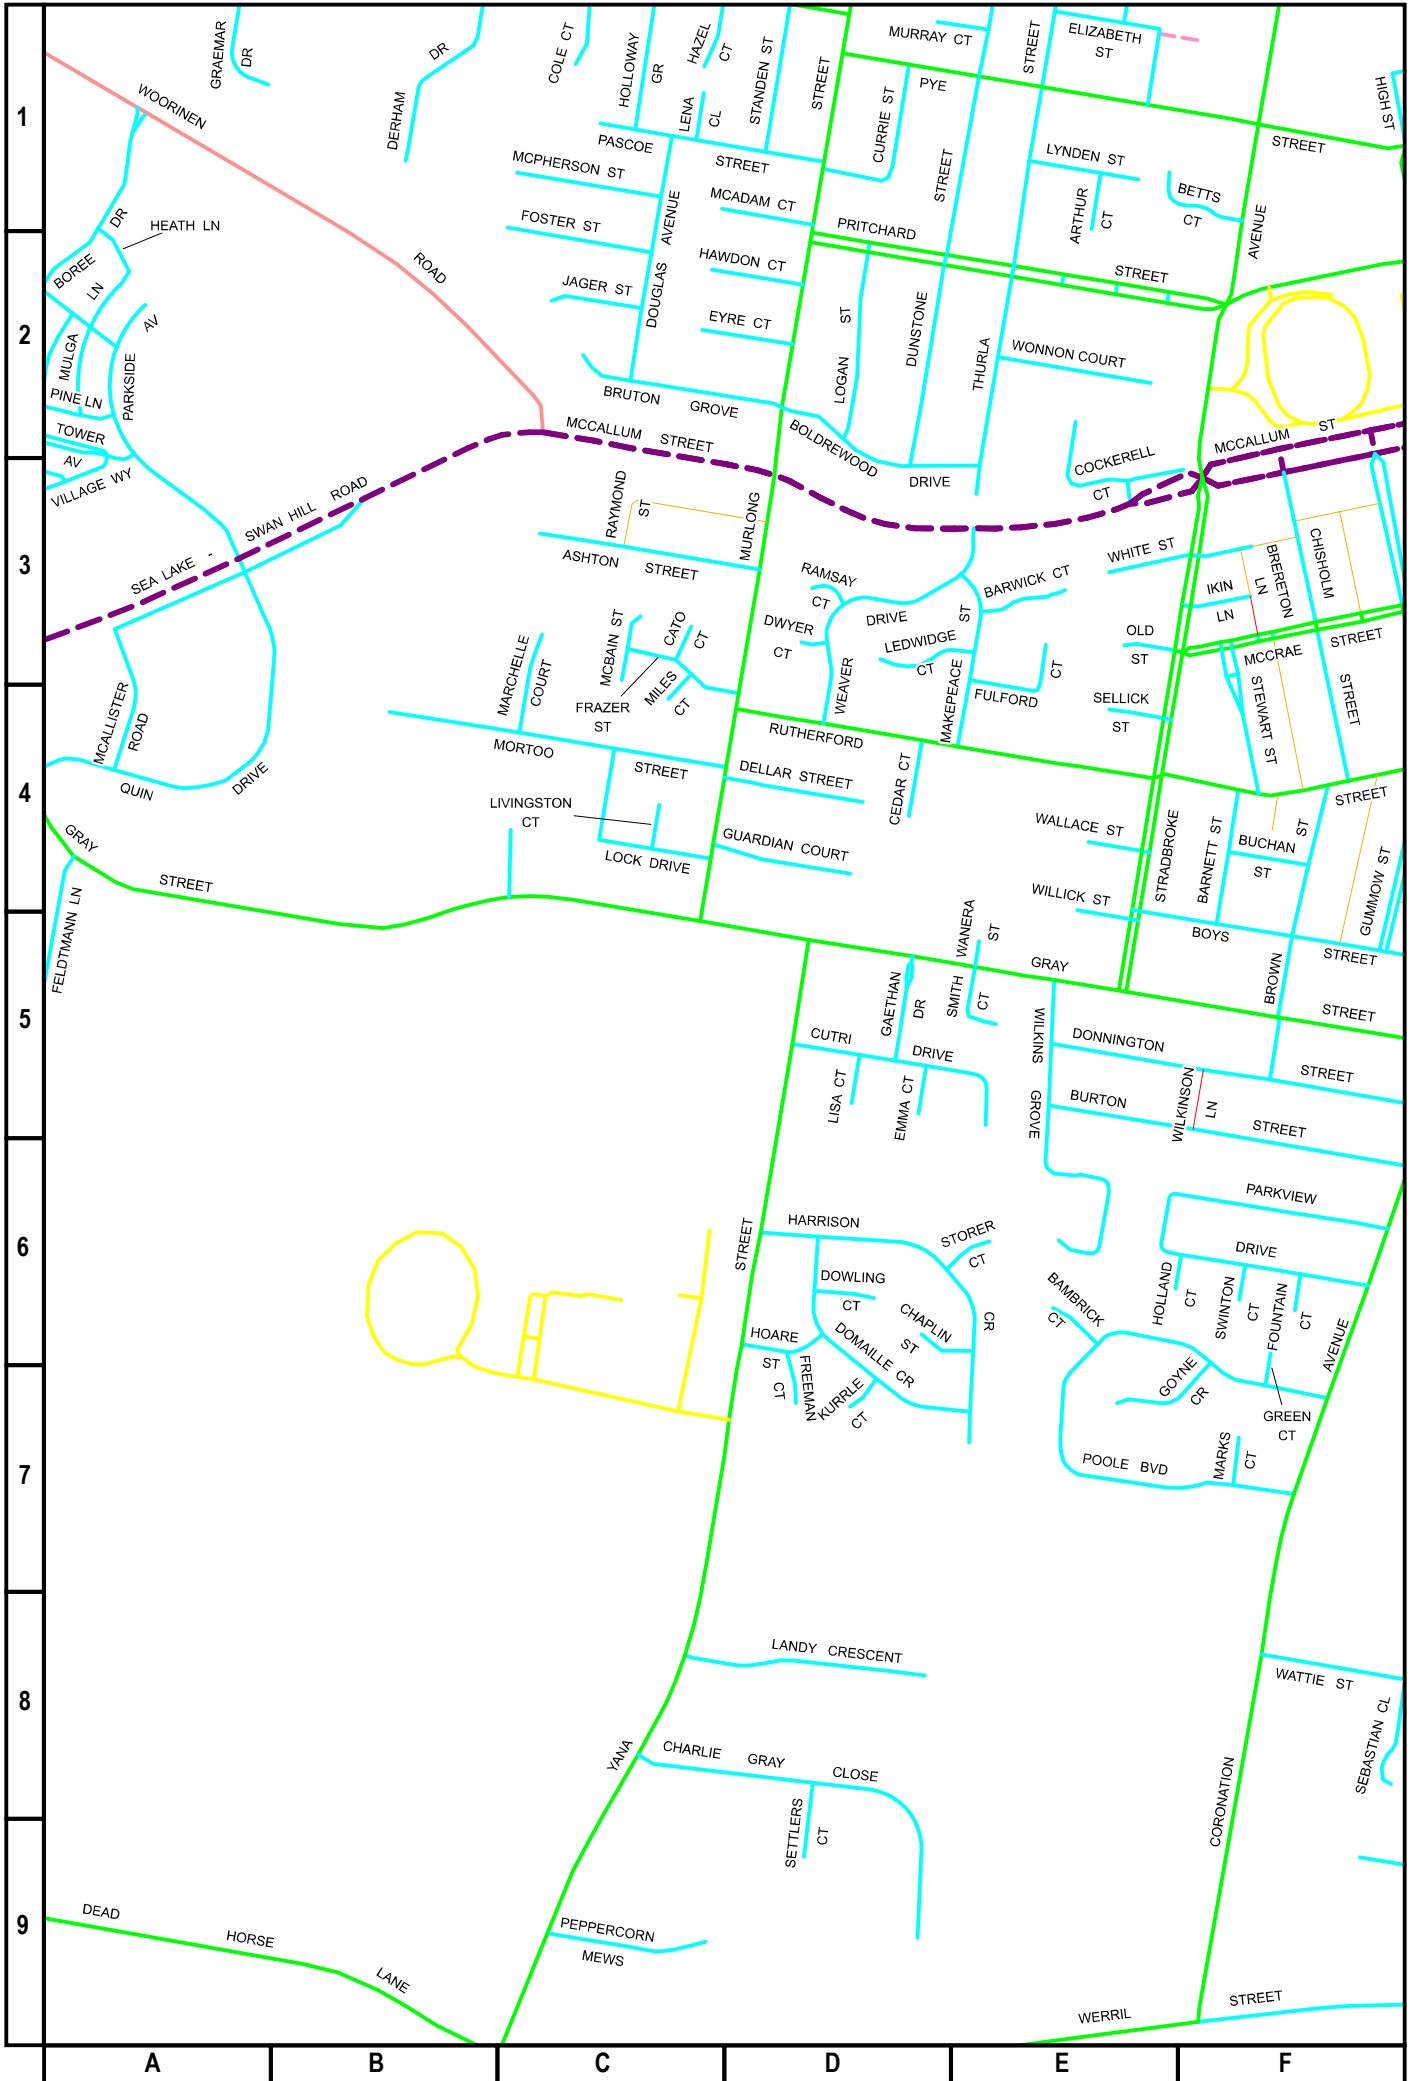 GRAEMAR
DR
DERHAM
DR
COLE CT
HOLLOWAY
GR
HAZEL
CT
LENA
CL
STANDEN ST
STREET
MURRAY CT
STREET
ELIZABETH
ST
HIGH ST
1
WOORINEN
PASCOE
STREET
CURRIE ST
PYE
STREET
STREET
MCPHERSON ST
MCADAM CT
LYNDEN ST
ARTHUR
CT
BETTS
CT
AVENUE
DR
HEATH LN
FOSTER ST
AVENUE
PRITCHARD
STREET
BOREE
LN
ROAD
HAWDON CT
JAGER ST
DOUGLAS
EYRE CT
2
MULGA
AV
PARKSIDE
LOGAN
ST
DUNSTONE
THURLA
WONNON COURT
PINE LN
BRUTON
GROVE
TOWER
AV
VILLAGE WY
MCCALLUM STREET
BOLDREWOOD
DRIVE
COCKERELL
CT
MCCALLUM ST
SEA LAKE - SWAN HILL ROAD
RAYMOND
ST
MURLONG
3
ASHTON
STREET
RAMSAY
CT
BARWICK CT
WHITE ST
IKIN
LN
LN
BRERETON
CHISHOLM
DWYER
CT
DRIVE
LEDWIDGE
CT
ST
OLD
ST
MCCRAE
STREET
MARCHELLE
COURT
MCBAIN ST
CATO
CT
MILES
CT
FRAZER
ST
WEAVER
MAKEPEACE
FULFORD
CT
SELLICK
ST
STEWART ST
STREET
MCALLISTER
ROAD
MORTOO
STREET
RUTHERFORD
4
QUIN
DRIVE
DELLAR STREET
CEDAR CT
STREET
LIVINGSTON
CT
LOCK DRIVE
GUARDIAN COURT
WALLACE ST
STRADBROKE
BARNETT ST
BUCHAN
ST
ST
GUMMOW ST
GRAY
STREET
FELDTMANN LN
WILLICK ST
BOYS
STREET
WANERA
ST
GRAY
BROWN
5
GAETHAN
DR
SMITH
CT
STREET
CUTRI
DRIVE
LISA CT
EMMA CT
WILKINS
GROVE
DONNINGTON
STREET
BURTON
WILKINSON
LN
STREET
6
STREET
HARRISON
STORER
CT
PARKVIEW
DRIVE
DOWLING
CT
CHAPLIN
ST
CR
BAMBRICK
CT
HOLLAND
CT
SWINTON
CT
FOUNTAIN
CT
AVENUE
HOARE
ST
DOMAILLE CR
FREEMAN
CT
KURRLE
CT
GOYNE
CR
GREEN
CT
7
POOLE BVD
MARKS
CT
LANDY CRESCENT
WATTIE ST
8
YANA
CHARLIE GRAY CLOSE
SEBASTIAN CL
SETTLERS
CT
CORONATION
9
DEAD
HORSE
LANE
PEPPERCORN
MEWS
WERRIL
STREET
A B C D E F